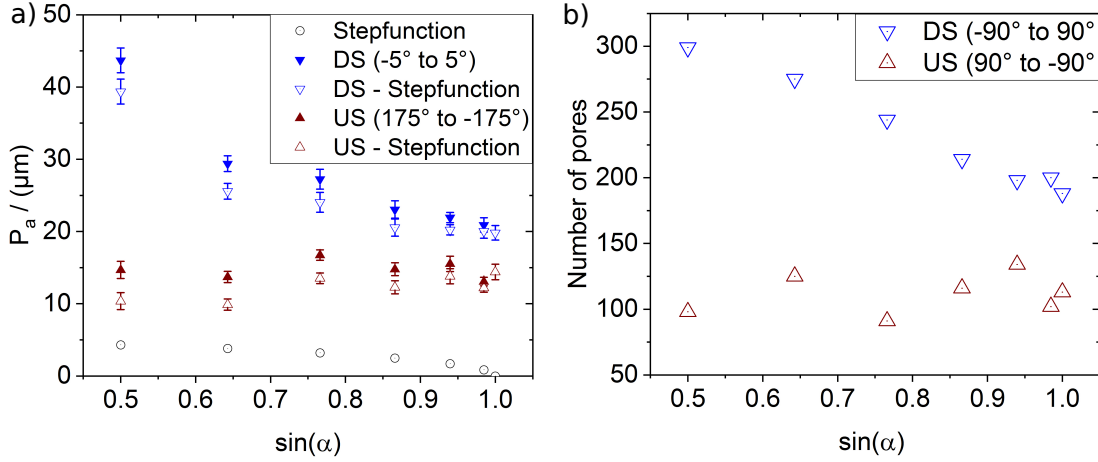 a)
50
40
30
20
10
0
P_a / (μm)
Stepfunction
DS (-5° to 5°)
DS - Stepfunction
US (175° to -175°)
US - Stepfunction
0.5 0.6 0.7 0.8 0.9 1.0
sin(α)
b)
300
250
200
150
100
50
Number of pores
DS (-90° to 90°)
US (90° to -90°)
0.5 0.6 0.7 0.8 0.9 1.0
sin(α)